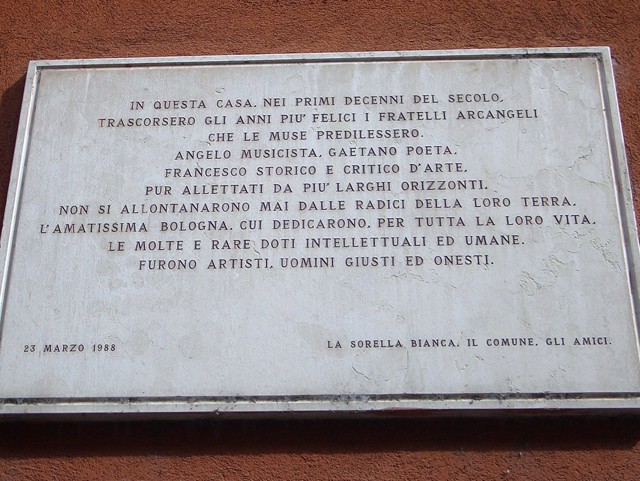 IN QUESTA CASA, NEI PRIMI DECENNI DEL SECOLO,
TRASCORSERO GLI ANNI PIU' FELICI I FRATELLI ARCANGELI
CHE LE MUSE PREDILESSERO.
ANGELO MUSICISTA, GAETANO POETA,
FRANCESCO STORICO E CRITICO D'ARTE,
PUR ALLETTATI DA PIU' LARGHI ORIZZONTI,
NON SI ALLONTANARONO MAI DALLE RADICI DELLA LORO TERRA,
L'AMATISSIMA BOLOGNA, CUI DEDICARONO, PER TUTTA LA LORO VITA,
LE MOLTE E RARE DOTI INTELLETTUALI ED UMANE.
FURONO ARTISTI, UOMINI GIUSTI ED ONESTI.
23 MARZO 1988
LA SORELLA BIANCA, IL COMUNE, GLI AMICI.